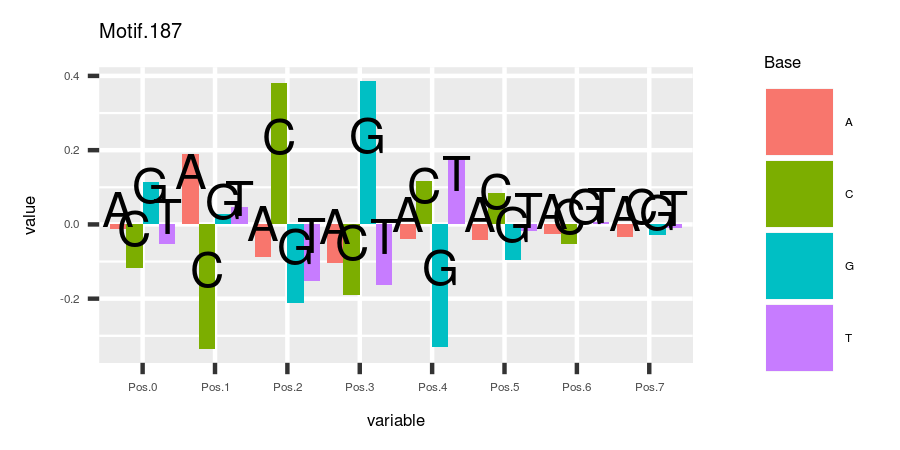 Motif.187
Base
0.4
A
0.2
C
0.0
G
-0.2
T
value
A C G T A C G T A C G T A C G T A C G T A C G T A C G T A C G T
Pos.0 Pos.1 Pos.2 Pos.3 Pos.4 Pos.5 Pos.6 Pos.7
variable